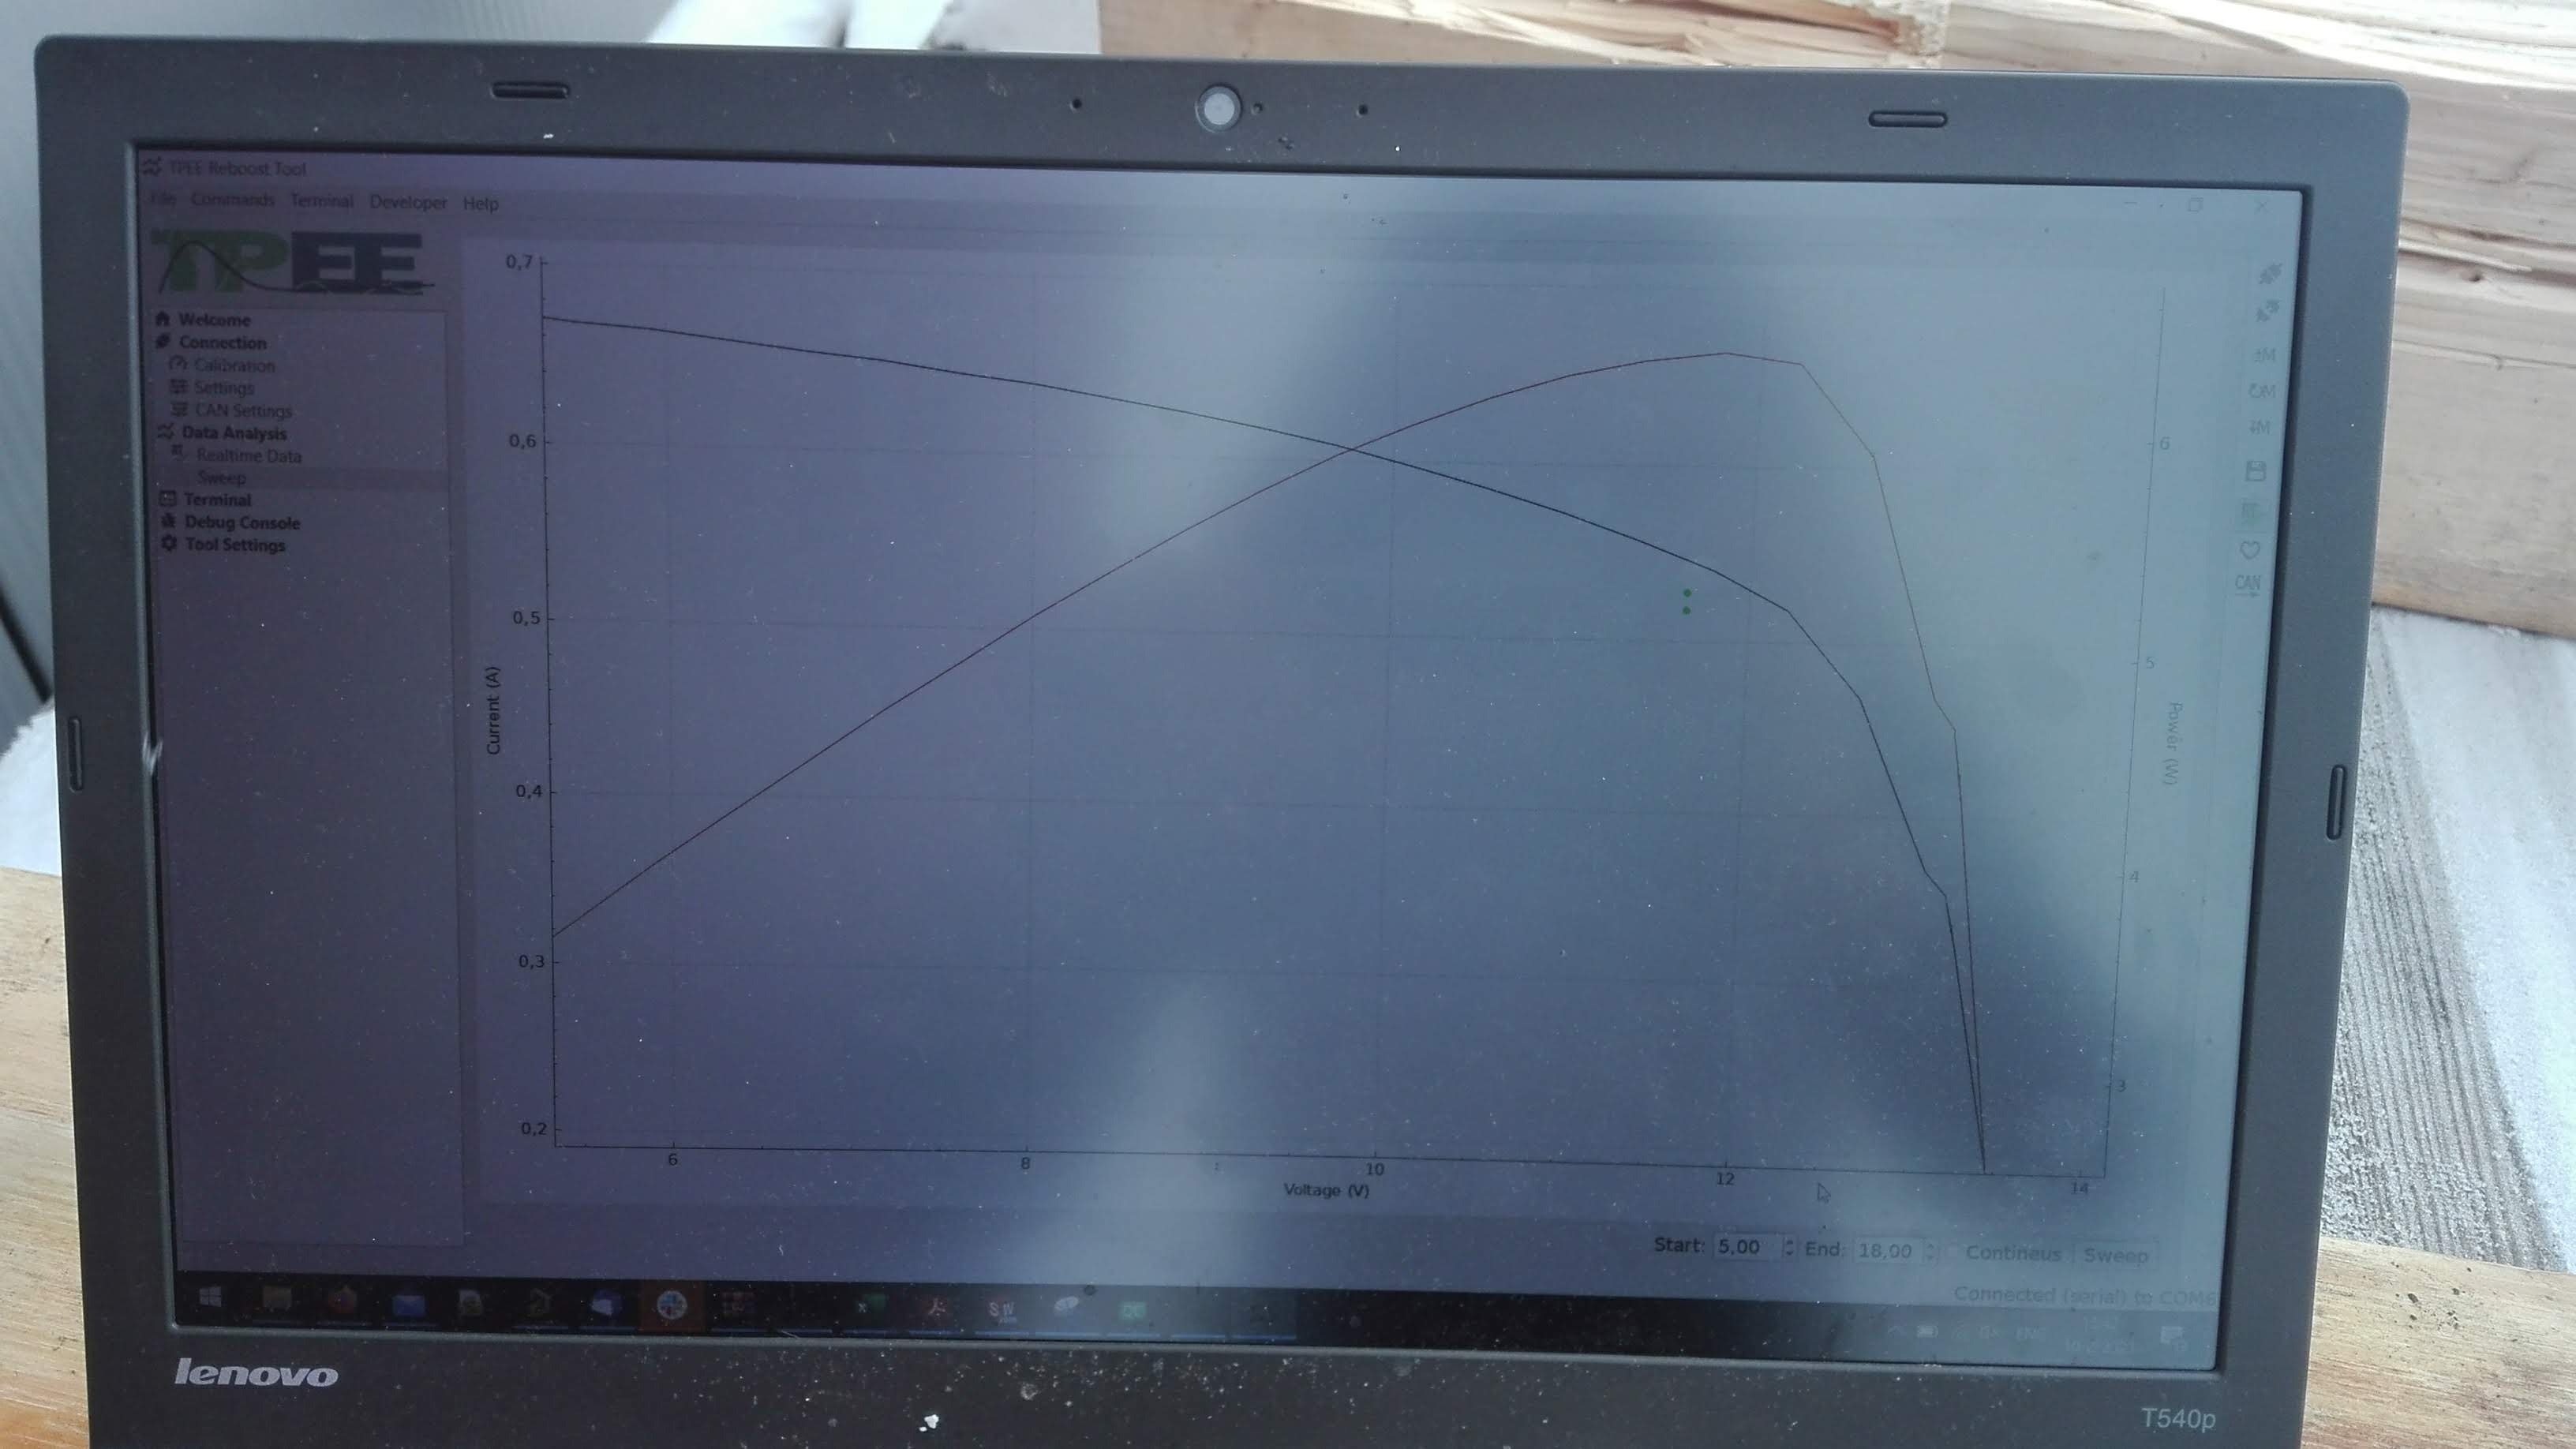 TPEE Reboost Tool
File Commands Terminal Developer Help
TPEE
Welcome
Connection
Calibration
Settings
CAN Settings
Data Analysis
Realtime Data
Sweep
Terminal
Debug Console
Tool Settings
0,7
0,6
0,5
0,4
0,3
0,2
Current (A)
6 8 10 12 14
Voltage (V)
6
5
4
3
Power (W)
CAN
Start: 5,00 End: 18,00 Contineus Sweep
Connected (serial) to COM8
ENG
lenovo
T540p